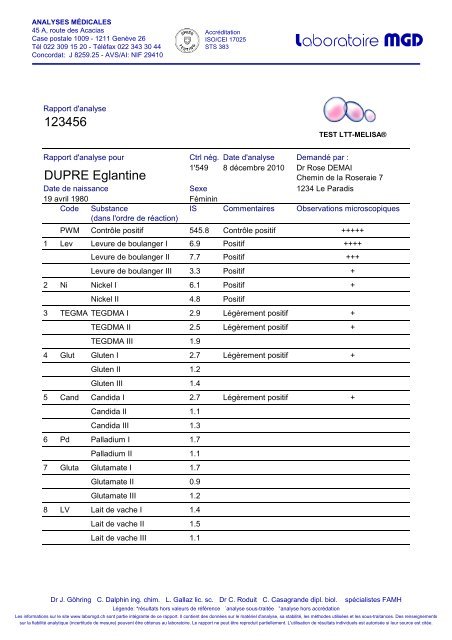 ANALYSES MÉDICALES
45 A, route des Acacias
Case postale 1009 - 1211 Genève 26
Tél 022 309 15 20 - Téléfax 022 343 30 44
Concordat: J 8259.25 - AVS/AI: NIF 29410
Accréditation
ISO/CEI 17025
STS 383
Laboratoire MGD
Rapport d'analyse
123456
TEST LTT-MELISA®
Rapport d'analyse pour Ctrl nég. Date d'analyse Demandé par :
1'549 8 décembre 2010 Dr Rose DEMAI
DUPRE Eglantine Chemin de la Roseraie 7
Date de naissance Sexe 1234 Le Paradis
19 avril 1980 Féminin
Code Substance IS Commentaires Observations microscopiques
(dans l'ordre de réaction)
PWM Contrôle positif 545.8 Contrôle positif +++++
1 Lev Levure de boulanger I 6.9 Positif ++++
Levure de boulanger II 7.7 Positif +++
Levure de boulanger III 3.3 Positif +
2 Ni Nickel I 6.1 Positif +
Nickel II 4.8 Positif
3 TEGMA TEGDMA I 2.9 Légèrement positif +
TEGDMA II 2.5 Légèrement positif +
TEGDMA III 1.9
4 Glut Gluten I 2.7 Légèrement positif +
Gluten II 1.2
Gluten III 1.4
5 Cand Candida I 2.7 Légèrement positif +
Candida II 1.1
Candida III 1.3
6 Pd Palladium I 1.7
Palladium II 1.1
7 Gluta Glutamate I 1.7
Glutamate II 0.9
Glutamate III 1.2
8 LV Lait de vache I 1.4
Lait de vache II 1.5
Lait de vache III 1.1
Dr J. Göhring C. Dalphin ing. chim. L. Gallaz lic. sc. Dr C. Roduit C. Casagrande dipl. biol. spécialistes FAMH
Légende: *résultats hors valeurs de référence analyse sous-traitée analyse hors accréditation
Les informations sur le site www.labomgd.ch sont partie intégrante de ce rapport. Il contient des données sur le matériel d'analyse, sa stabilité, les méthodes utilisées et les sous-traitances. Des renseignements
sur la fiabilité analytique (incertitude de mesure) peuvent être obtenus au laboratoire. Le rapport ne peut être reproduit partiellement. L'utilisation de résultats individuels est autorisée si leur source est citée.